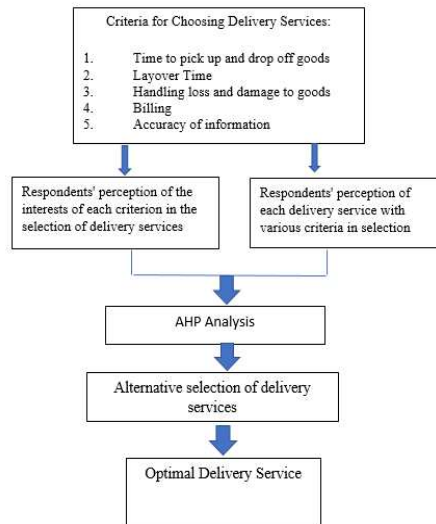 Criteria for Choosing Delivery Services:
1. Time to pick up and drop off goods
2. Layover Time
3. Handling loss and damage to goods
4. Billing
5. Accuracy of information
Respondents' perception of the
interests of each criterion in the
selection of delivery services
Respondents' perception of
each delivery service with
various criteria in selection
AHP Analysis
Alternative selection of delivery
services
Optimal Delivery Service